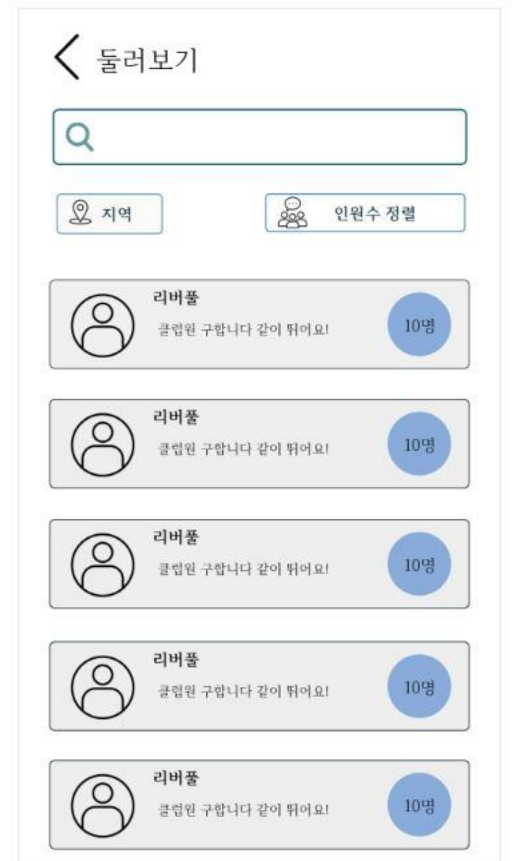 둘러보기
지역
인원수 정렬
리버풀
클럽원 구합니다 같이 뛰어요!
10명
리버풀
클럽원 구합니다 같이 뛰어요!
10명
리버풀
클럽원 구합니다 같이 뛰어요!
10명
리버풀
클럽원 구합니다 같이 뛰어요!
10명
리버풀
클럽원 구합니다 같이 뛰어요!
10명